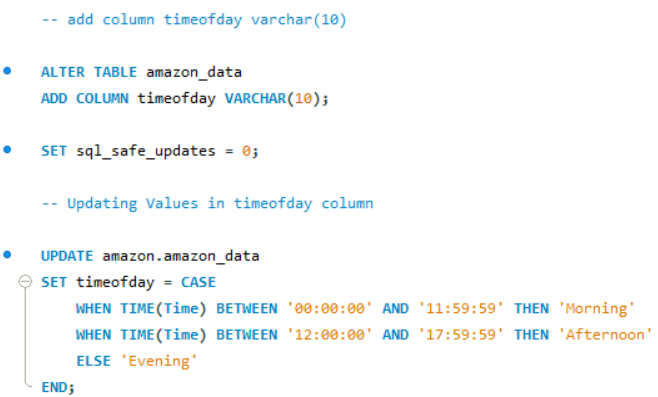 -- add column timeofday varchar(10)
ALTER TABLE amazon_data
ADD COLUMN timeofday VARCHAR(10);
SET sql_safe_updates = 0;
-- Updating Values in timeofday column
UPDATE amazon.amazon_data
SET timeofday = CASE
WHEN TIME(Time) BETWEEN '00:00:00' AND '11:59:59' THEN 'Morning'
WHEN TIME(Time) BETWEEN '12:00:00' AND '17:59:59' THEN 'Afternoon'
ELSE 'Evening'
END;